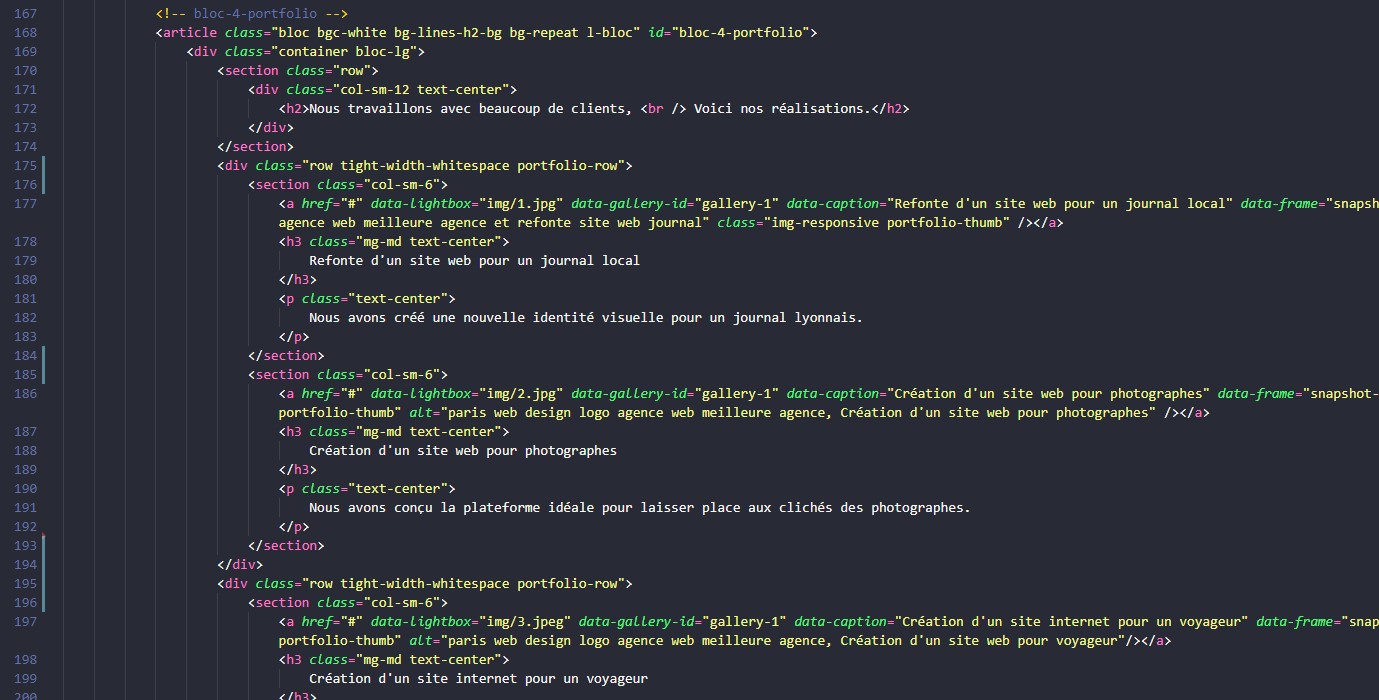 167 <!-- bloc-4-portfolio -->
168 <article class="bloc bgc-white bg-lines-h2-bg bg-repeat l-bloc" id="bloc-4-portfolio">
169 <div class="container bloc-lg">
170 <section class="row">
171 <div class="col-sm-12 text-center">
172 <h2>Nous travaillons avec beaucoup de clients, <br /> Voici nos réalisations.</h2>
173 </div>
174 </section>
175 <div class="row tight-width-whitespace portfolio-row">
176 <section class="col-sm-6">
177 <a href="#" data-lightbox="img/1.jpg" data-gallery-id="gallery-1" data-caption="Refonte d'un site web pour un journal local" data-frame="snapsh
agence web meilleure agence et refonte site web journal" class="img-responsive portfolio-thumb" /></a>
178 <h3 class="mg-md text-center">
179 Refonte d'un site web pour un journal local
180 </h3>
181 <p class="text-center">
182 Nous avons créé une nouvelle identité visuelle pour un journal lyonnais.
183 </p>
184 </section>
185 <section class="col-sm-6">
186 <a href="#" data-lightbox="img/2.jpg" data-gallery-id="gallery-1" data-caption="Création d'un site web pour photographes" data-frame="snapshot-
portfolio-thumb" alt="paris web design logo agence web meilleure agence, Création d'un site web pour photographes" /></a>
187 <h3 class="mg-md text-center">
188 Création d'un site web pour photographes
189 </h3>
190 <p class="text-center">
191 Nous avons conçu la plateforme idéale pour laisser place aux clichés des photographes.
192 </p>
193 </section>
194 </div>
195 <div class="row tight-width-whitespace portfolio-row">
196 <section class="col-sm-6">
197 <a href="#" data-lightbox="img/3.jpeg" data-gallery-id="gallery-1" data-caption="Création d'un site internet pour un voyageur" data-frame="snap
portfolio-thumb" alt="paris web design logo agence web meilleure agence, Création d'un site web pour voyageur"/></a>
198 <h3 class="mg-md text-center">
199 Création d'un site internet pour un voyageur
200 </h3>